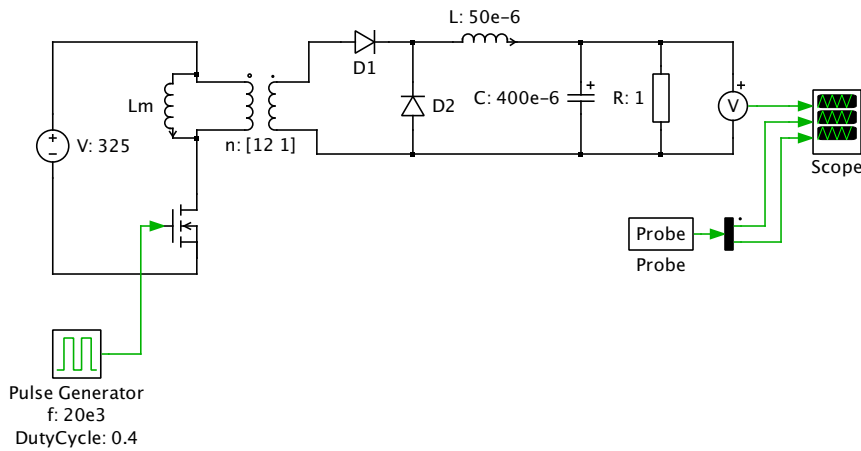 L: 50e-6
D1
Lm
D2
C: 400e-6
R: 1
V
V: 325
n: [12 1]
Scope
Probe
Probe
Pulse Generator
f: 20e3
DutyCycle: 0.4